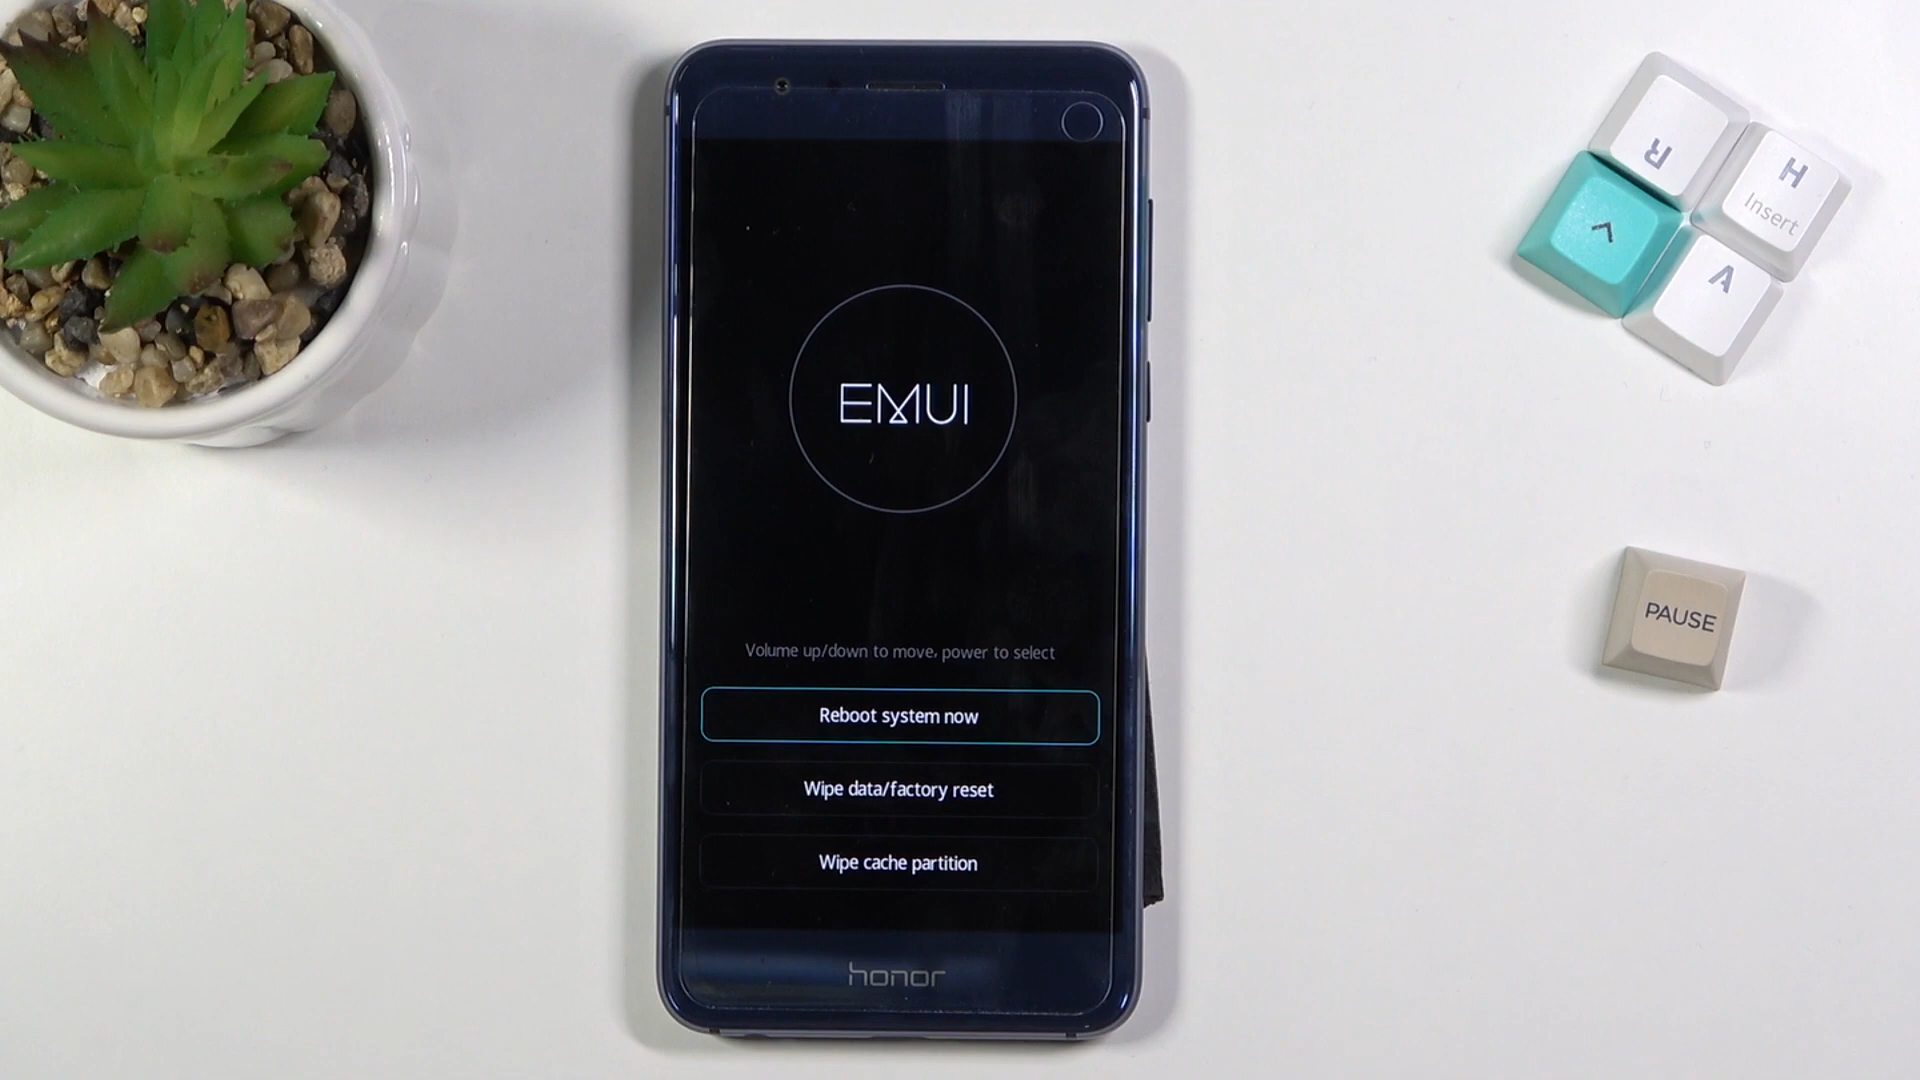 EMUI
Volume up/down to move, power to select
Reboot system now
Wipe data/factory reset
Wipe cache partition
honor
R
H
Insert
^
A
PAUSE